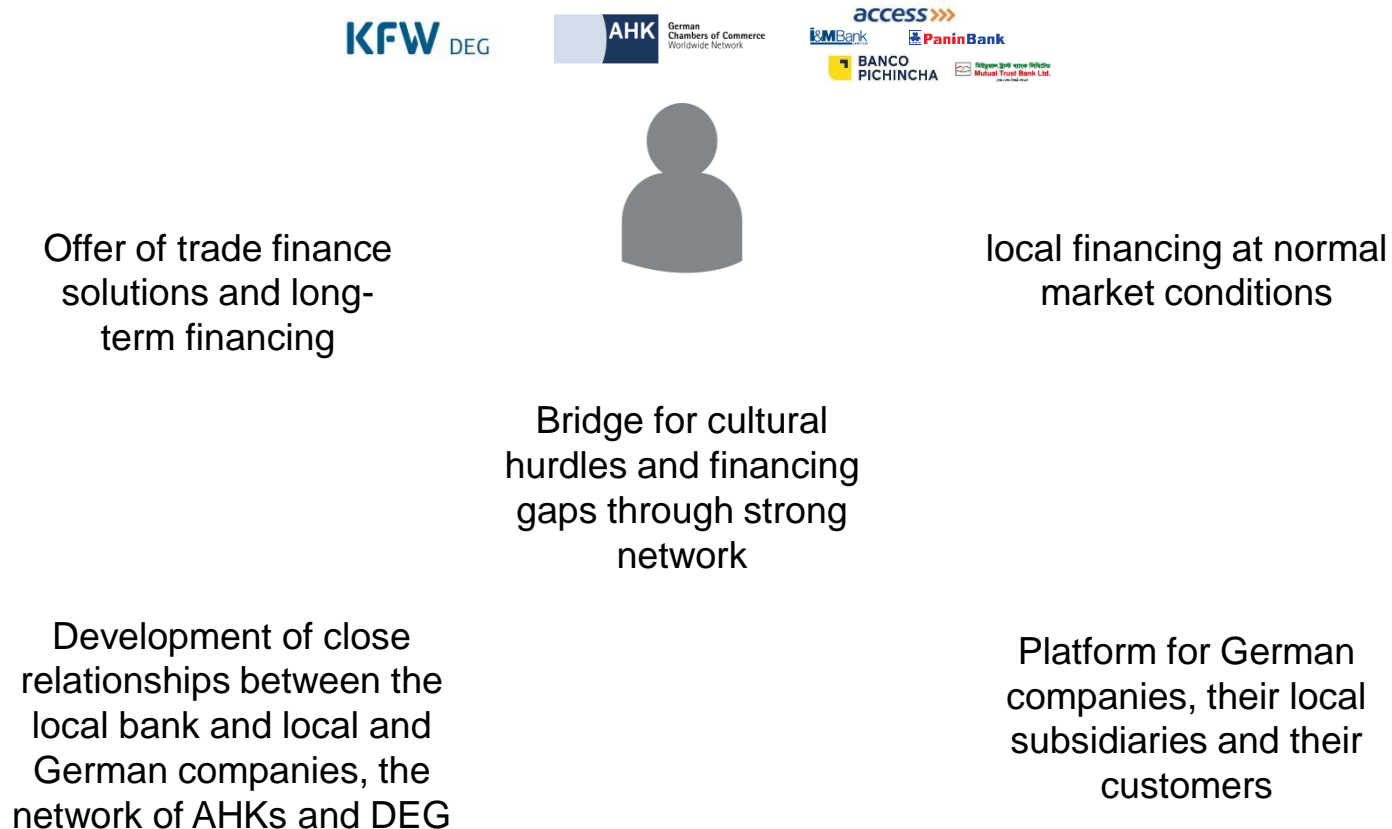 KFW DEG
AHK German
Chambers of Commerce
Worldwide Network
access
I&M Bank
PaninBank
BANCO
PICHINCHA
Mutual Trust Bank Ltd.
Offer of trade finance
solutions and long-
term financing
local financing at normal
market conditions
Bridge for cultural
hurdles and financing
gaps through strong
network
Development of close
relationships between the
local bank and local and
German companies, the
network of AHKs and DEG
Platform for German
companies, their local
subsidiaries and their
customers